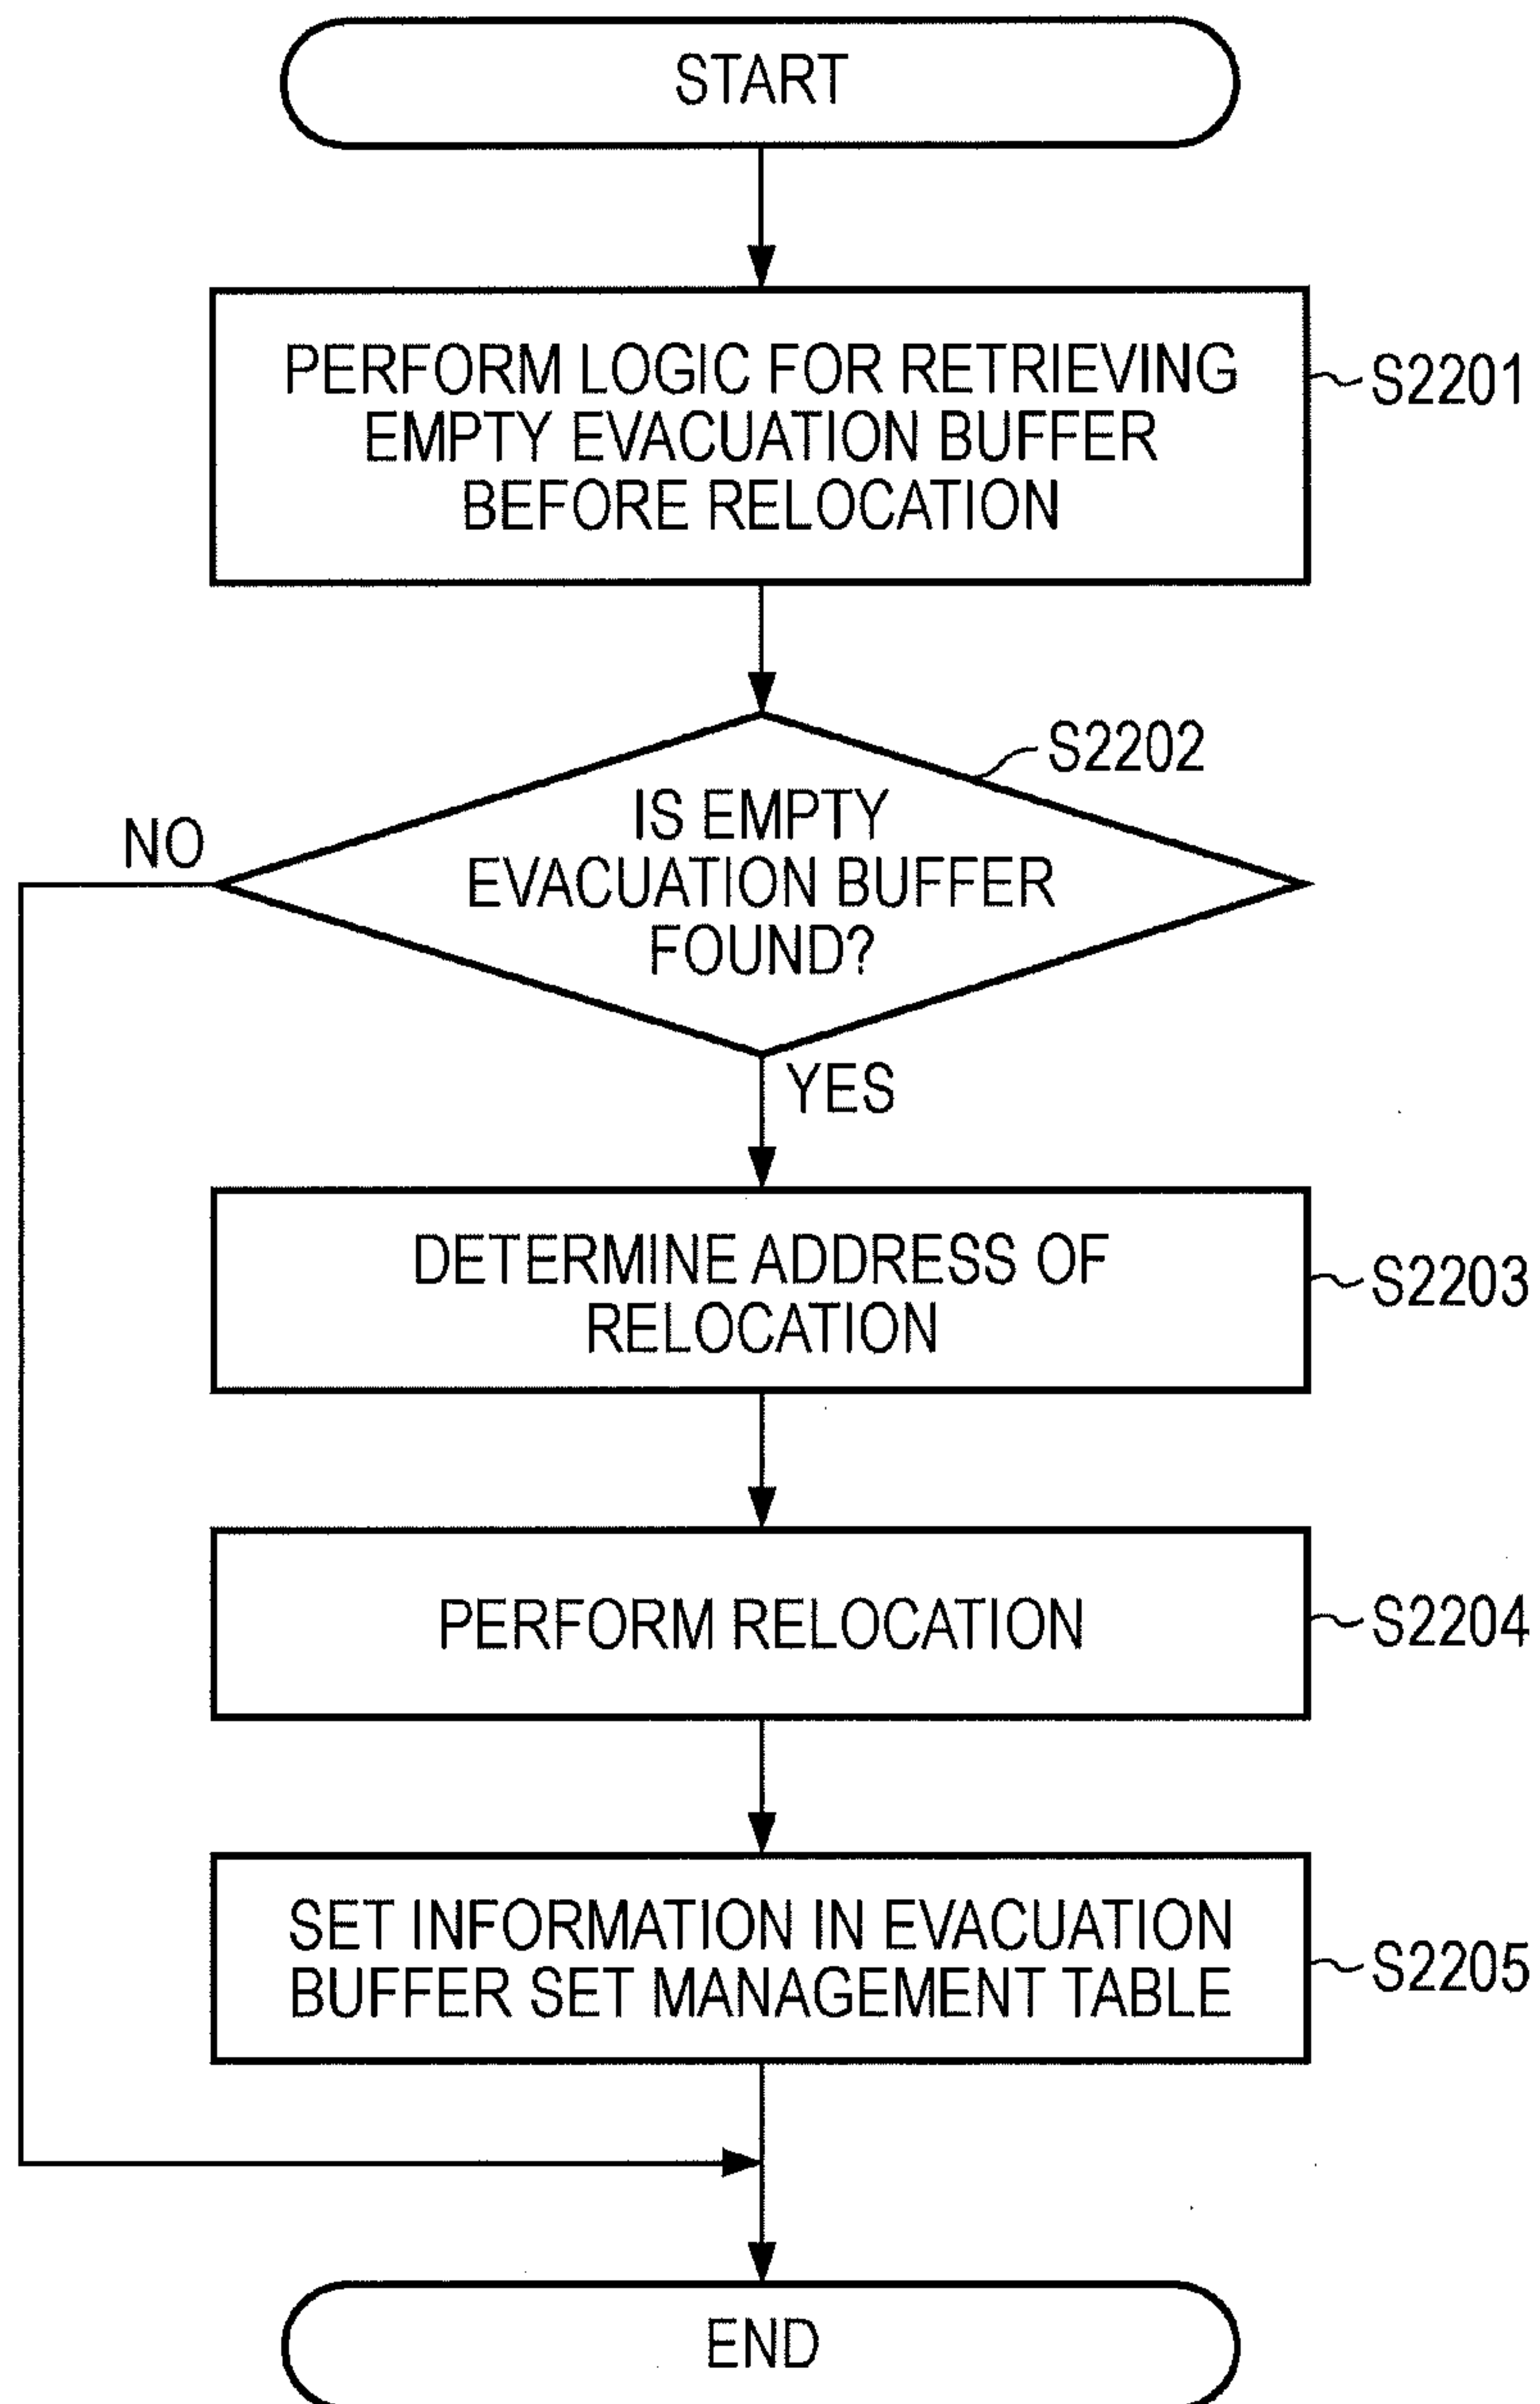 START
PERFORM LOGIC FOR RETRIEVING
EMPTY EVACUATION BUFFER
BEFORE RELOCATION
S2201
S2202
IS EMPTY
EVACUATION BUFFER
FOUND?
NO
YES
DETERMINE ADDRESS OF
RELOCATION
S2203
PERFORM RELOCATION
S2204
SET INFORMATION IN EVACUATION
BUFFER SET MANAGEMENT TABLE
S2205
END